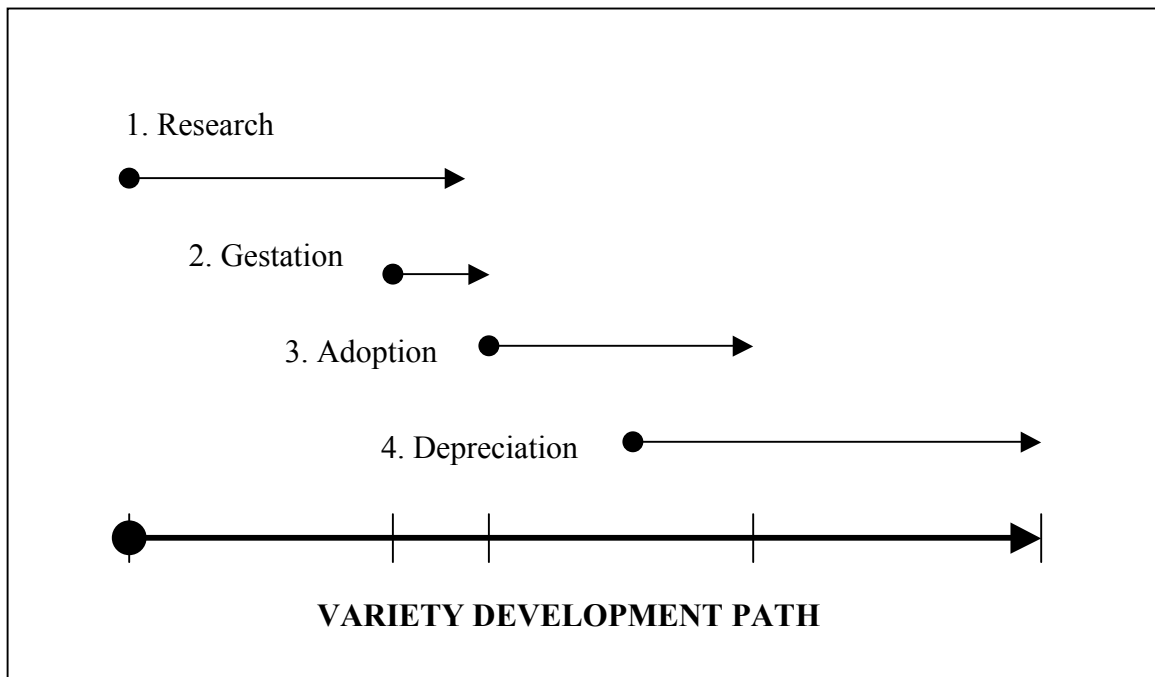 1. Research
2. Gestation
3. Adoption
4. Depreciation
VARIETY DEVELOPMENT PATH